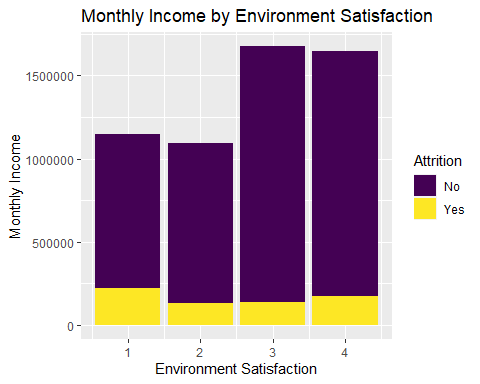 Monthly Income by Environment Satisfaction
1500000
1000000
500000
0
Monthly Income
1 2 3 4
Environment Satisfaction
Attrition
No
Yes